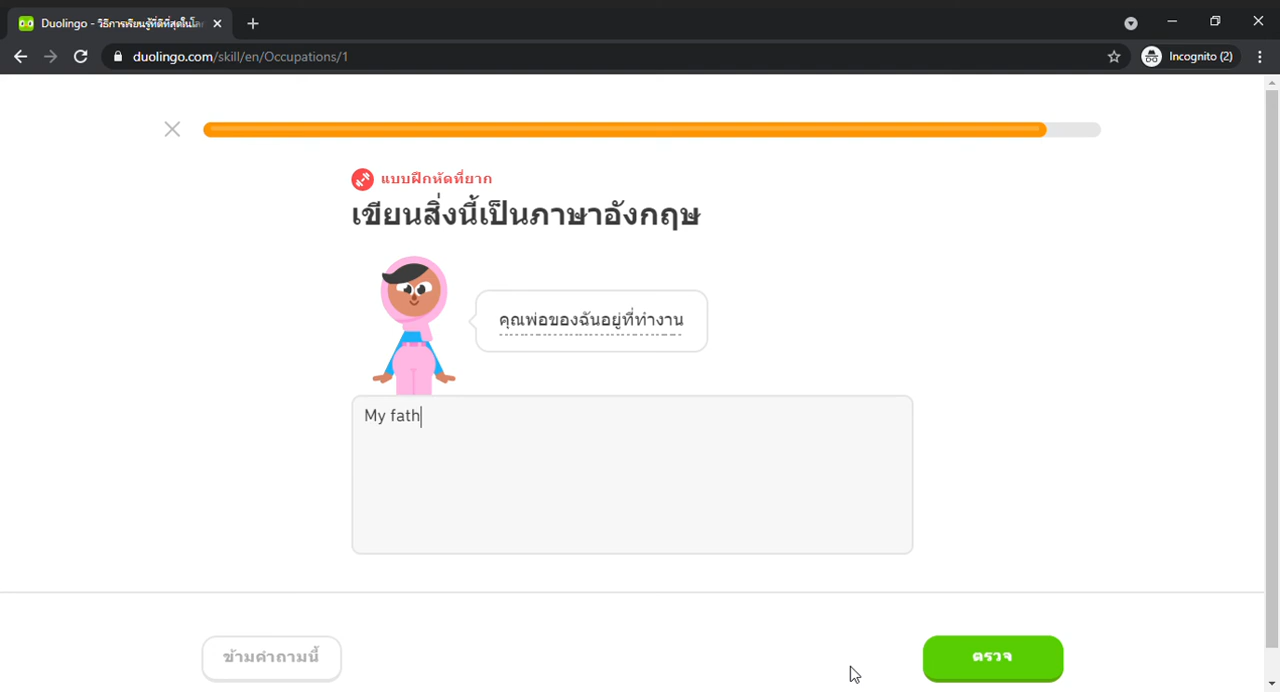 Duolingo - วิธีการเรียนรู้ที่ดีที่สุดในโล
duolingo.com/skill/en/Occupations/1
Incognito (2)
แบบฝึกหัดที่ยาก
เขียนสิ่งนี้เป็นภาษาอังกฤษ
คุณพ่อของฉันอยู่ที่ทำงาน
My fath
ข้ามคำถามนี้
ตรวจ